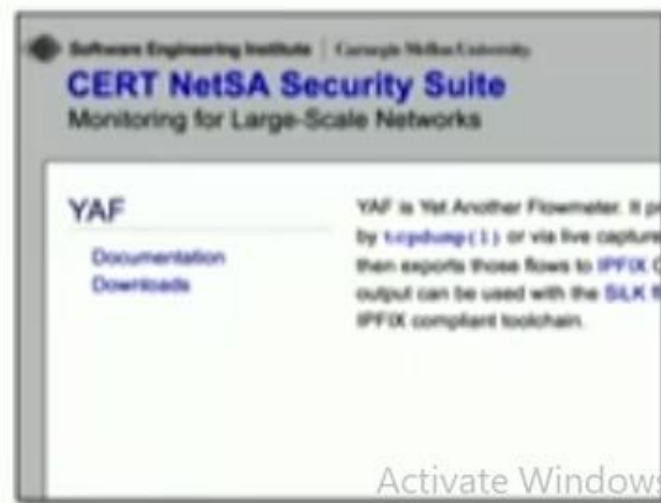 Software Engineering Institute | Carnegie Mellon University
CERT NetSA Security Suite
Monitoring for Large-Scale Networks
YAF
Documentation
Downloads
YAF is Yet Another Flowmeter. It p
by tcpdump(1) or via live capture
then exports those flows to IPFIX C
output can be used with the SiLK f
IPFIX compliant toolchain.
Activate Windows